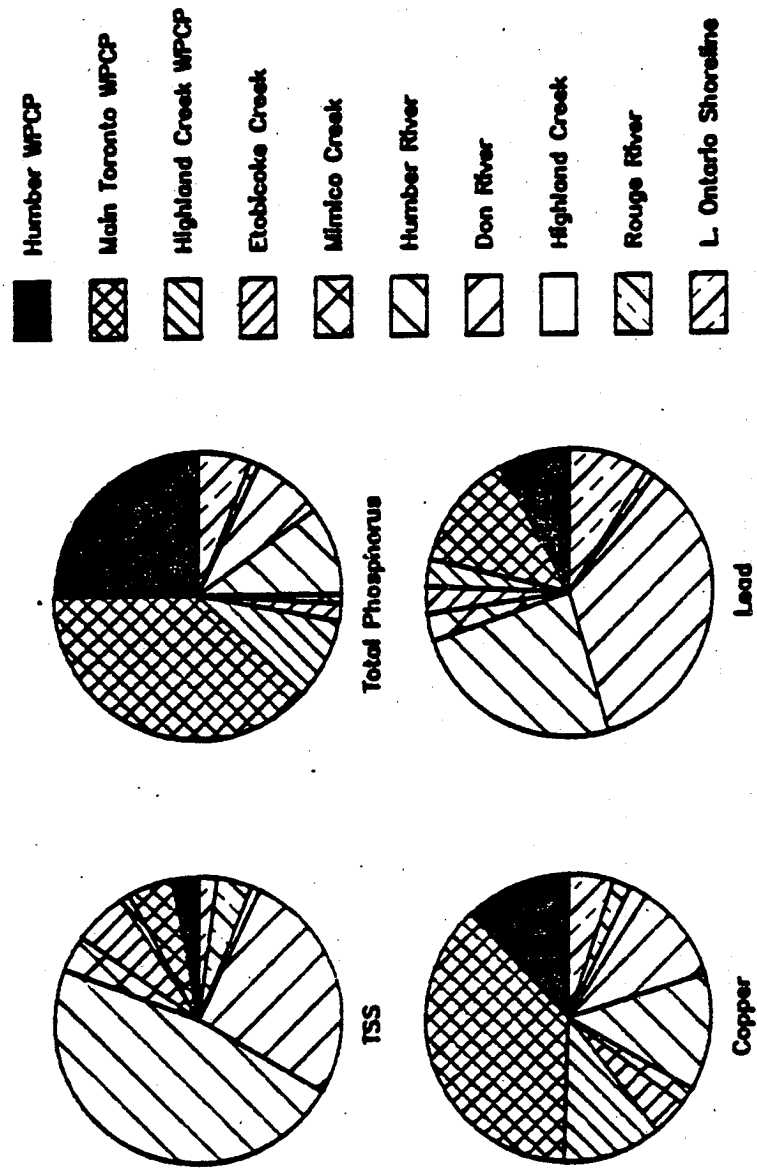 TSS
Total Phosphorus
Copper
Lead
Humber WPCP
Main Toronto WPCP
Highland Creek WPCP
Etobicoke Creek
Mimico Creek
Humber River
Don River
Highland Creek
Rouge River
L. Ontario Shoreline